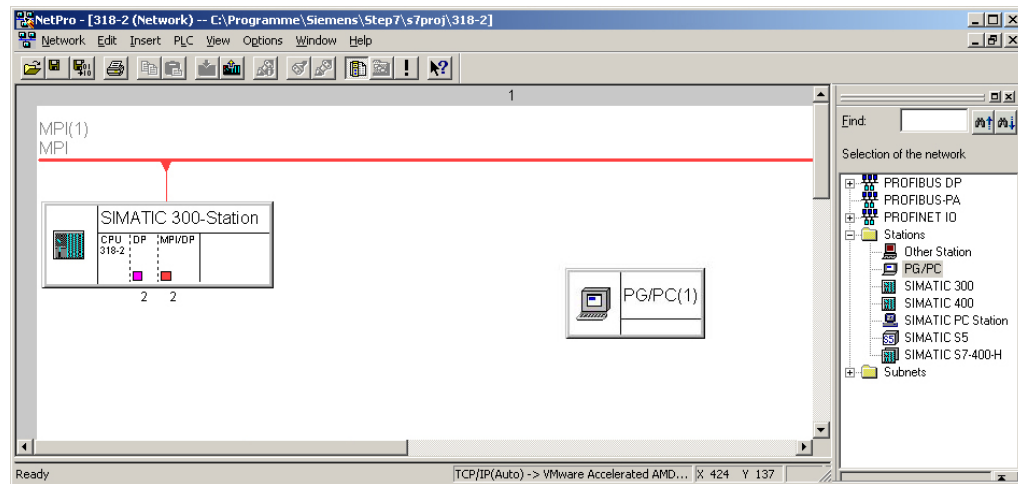 NetPro - [318-2 (Network) -- C:\Programme\Siemens\Step7\s7proj\318-2]
Network Edit Insert PLC View Options Window Help
1
MPI(1)
MPI
SIMATIC 300-Station
CPU DP MPI/DP
318-2
2 2
PG/PC(1)
Find:
Selection of the network
PROFIBUS DP
PROFIBUS-PA
PROFINET IO
Stations
Other Station
PG/PC
SIMATIC 300
SIMATIC 400
SIMATIC PC Station
SIMATIC S5
SIMATIC S7-400-H
Subnets
Ready
TCP/IP(Auto) -> VMware Accelerated AMD... X 424 Y 137